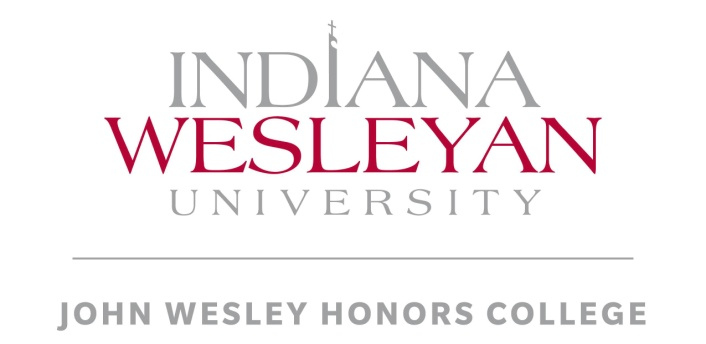 INDIANA
WESLEYAN
UNIVERSITY
JOHN WESLEY HONORS COLLEGE